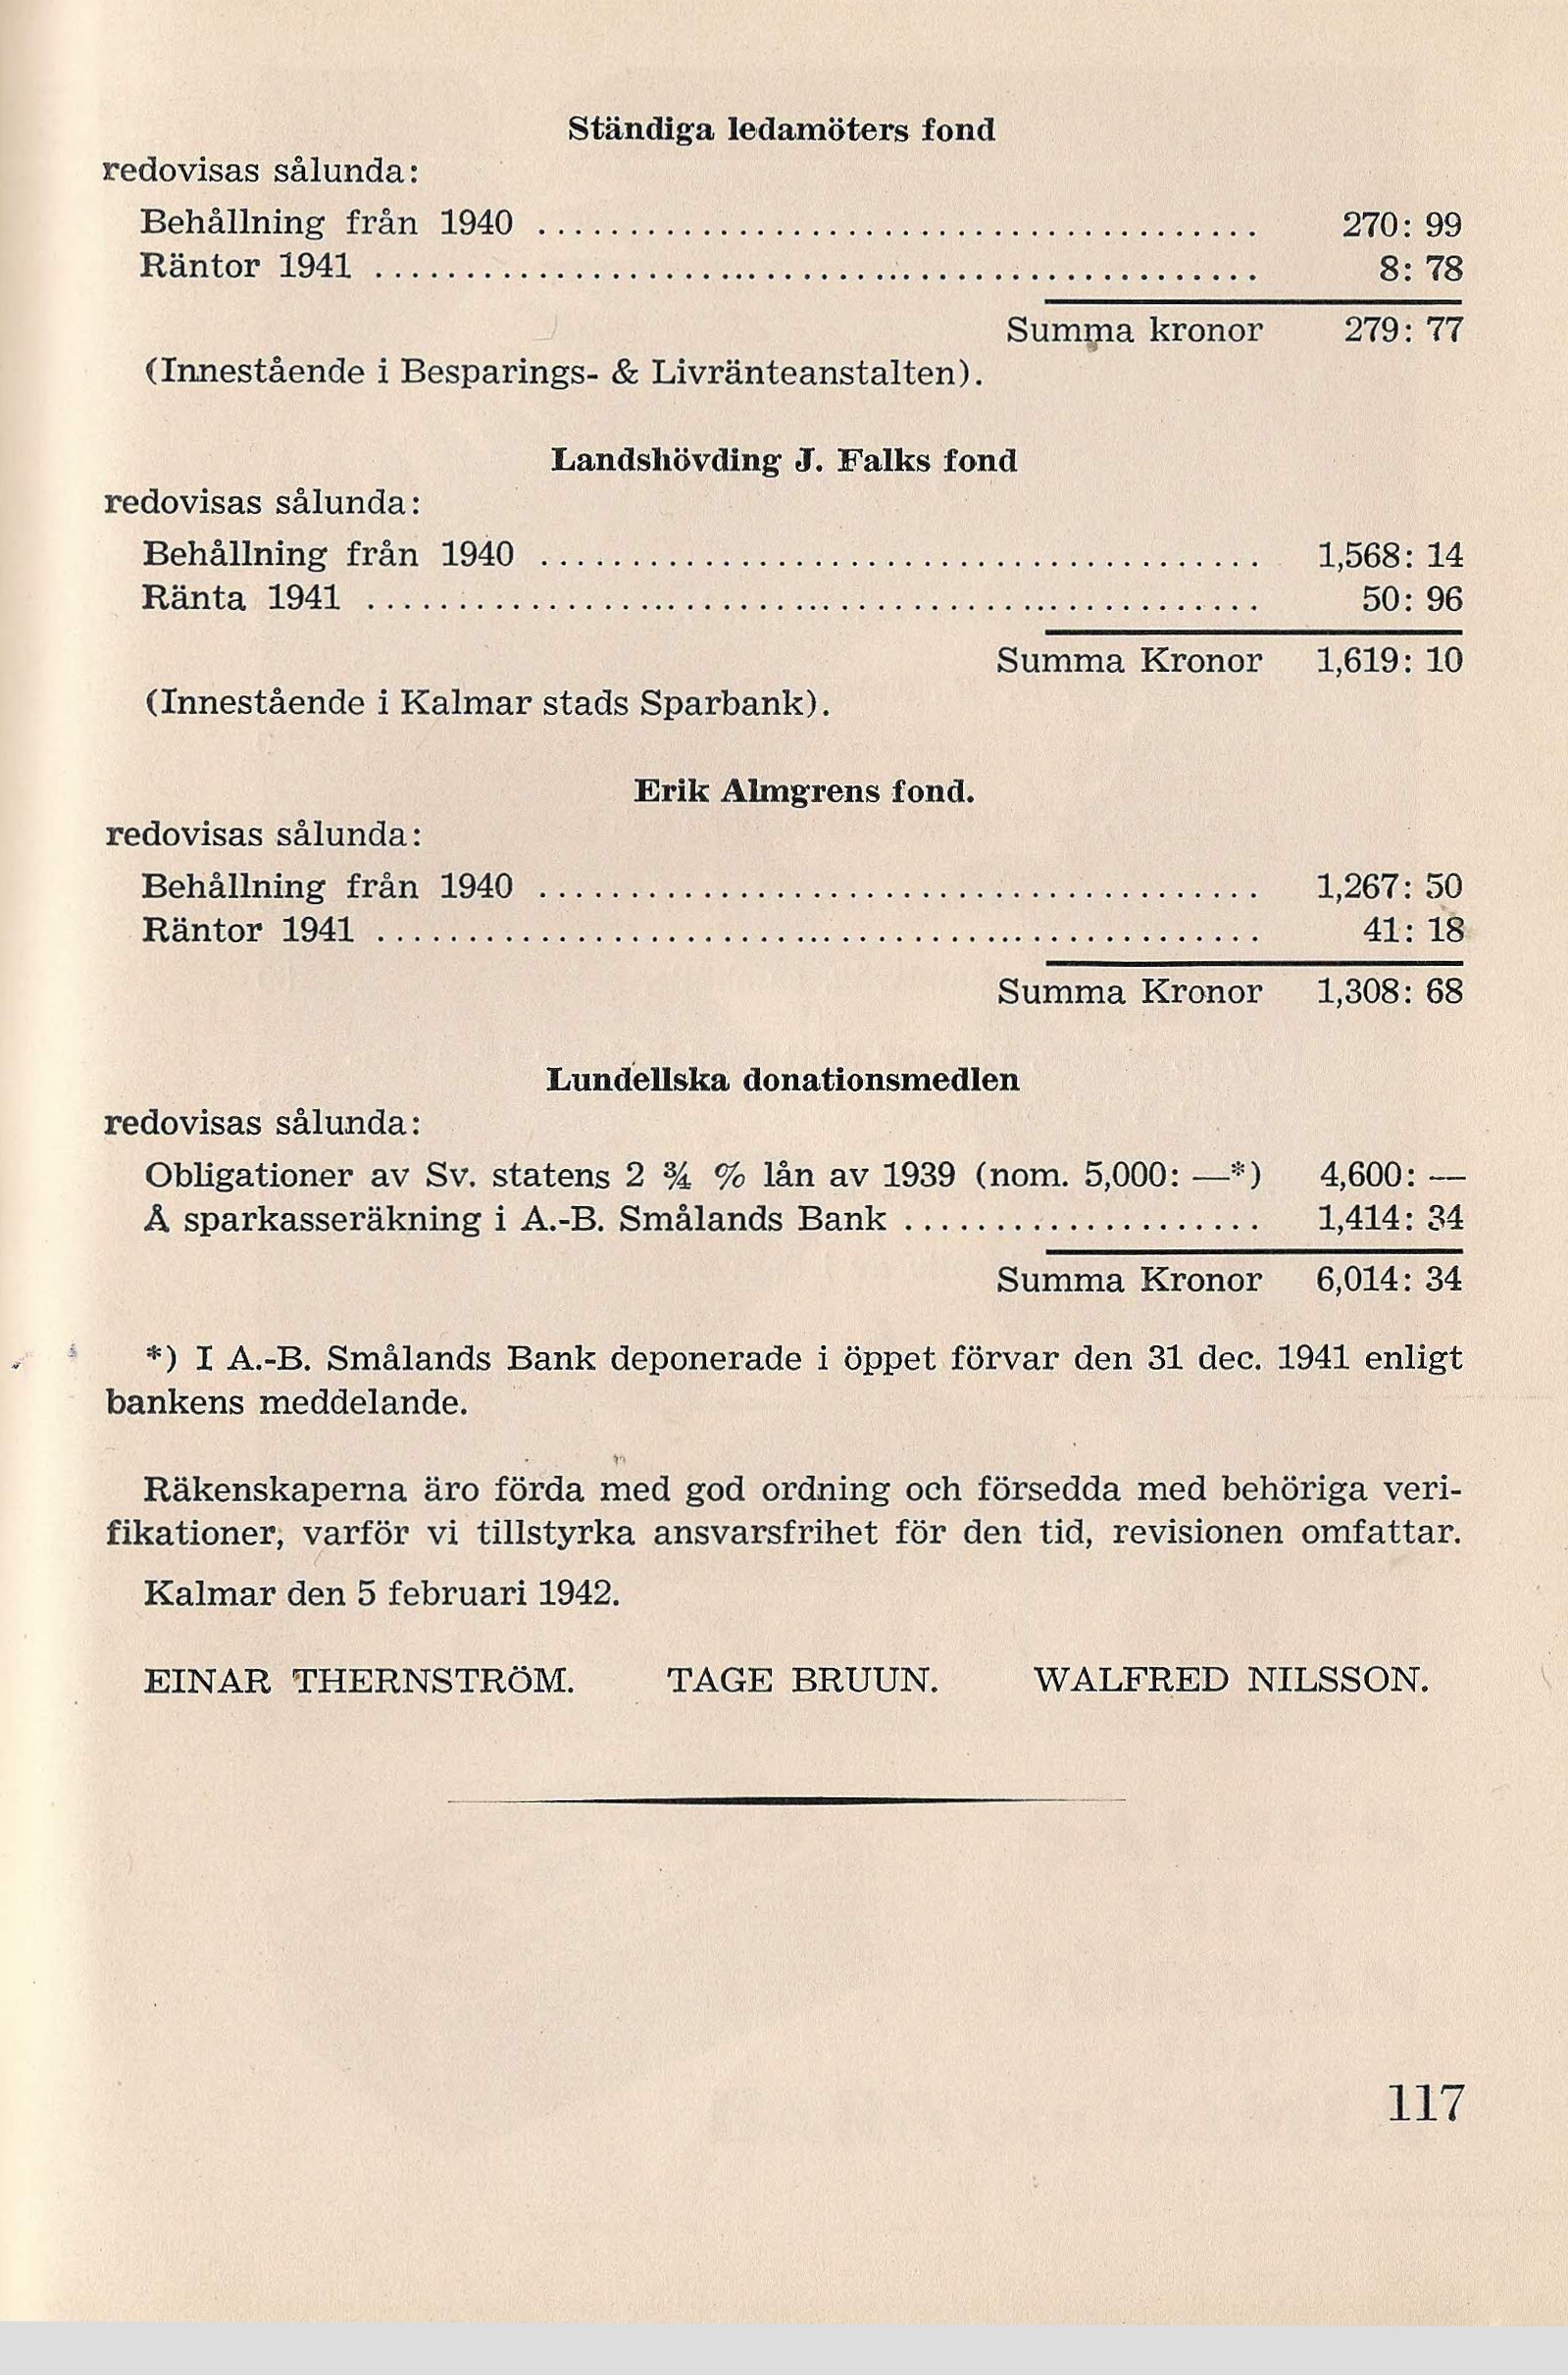 Ständiga ledamöters fond
redovisas sålunda:
Behållning från 1940 ........................................ 270: 99
Räntor 1941 ................................................. 8: 78
Summa kronor 279: 77
(Innestående i Besparings- & Livränteanstalten).
Landshövding J. Falks fond
redovisas sålunda:
Behållning från 1940 ........................................ 1,568: 14
Ränta 1941 .................................................. 50: 96
Summa Kronor 1,619: 10
(Innestående i Kalmar stads Sparbank).
Erik Almgrens fond.
redovisas sålunda:
Behållning från 1940 ........................................ 1,267: 50
Räntor 1941 ................................................. 41: 18
Summa Kronor 1,308: 68
Lundellska donationsmedlen
redovisas sålunda:
Obligationer av Sv. statens 2 ¾ % lån av 1939 (nom. 5,000: —*) 4,600: —
Å sparkasseräkning i A.-B. Smålands Bank .................... 1,414: 34
Summa Kronor 6,014: 34
*) I A.-B. Smålands Bank deponerade i öppet förvar den 31 dec. 1941 enligt
bankens meddelande.
Räkenskaperna äro förda med god ordning och försedda med behöriga veri-
fikationer, varför vi tillstyrka ansvarsfrihet för den tid, revisionen omfattar.
Kalmar den 5 februari 1942.
EINAR THERNSTRÖM. TAGE BRUUN. WALFRED NILSSON.
117